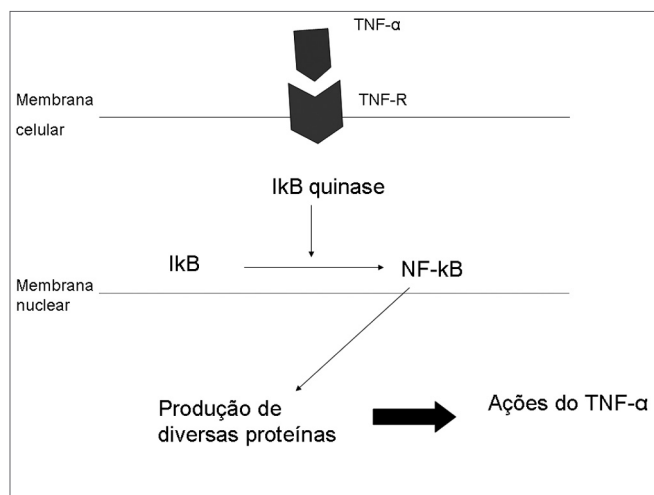 TNF-α
TNF-R
Membrana
celular
IkB quinase
IkB
NF-kB
Membrana
nuclear
Produção de
diversas proteínas
Ações do TNF-α